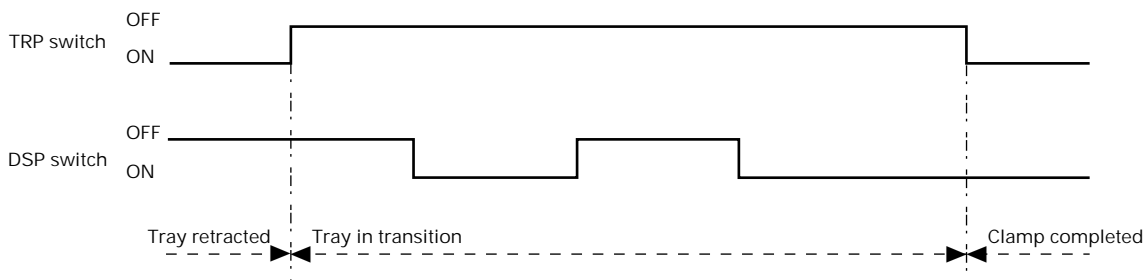 OFF
TRP switch
ON
OFF
DSP switch
ON
Tray retracted
Tray in transition
Clamp completed